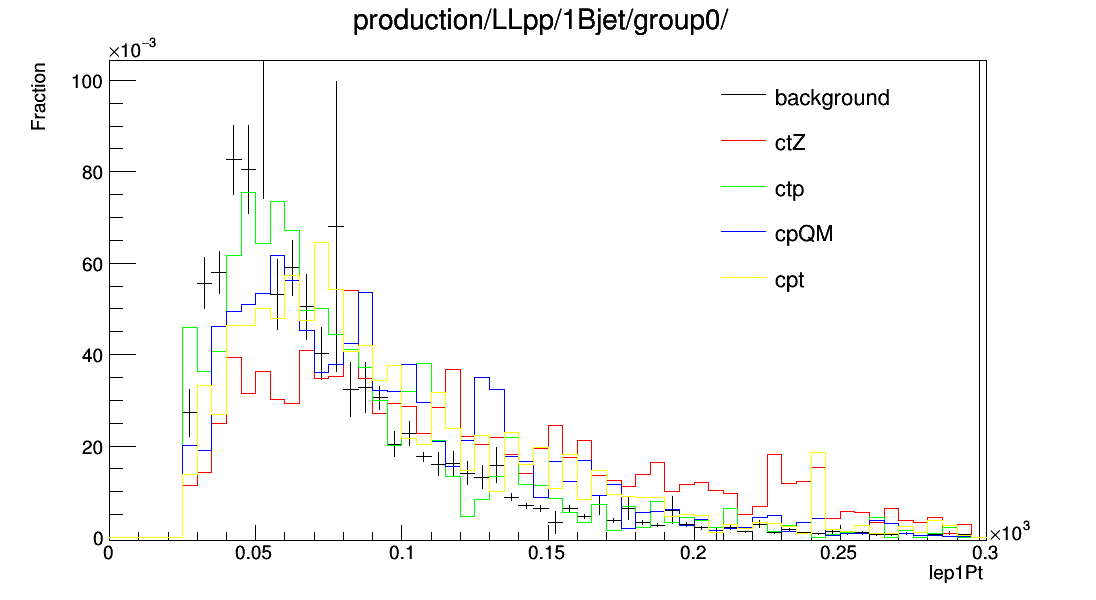 production/LLpp/1Bjet/group0/
×10⁻³
Fraction
100
80
60
40
20
0
background
ctZ
ctp
cpQM
cpt
0 0.05 0.1 0.15 0.2 0.25 0.3
×10³
lep1Pt